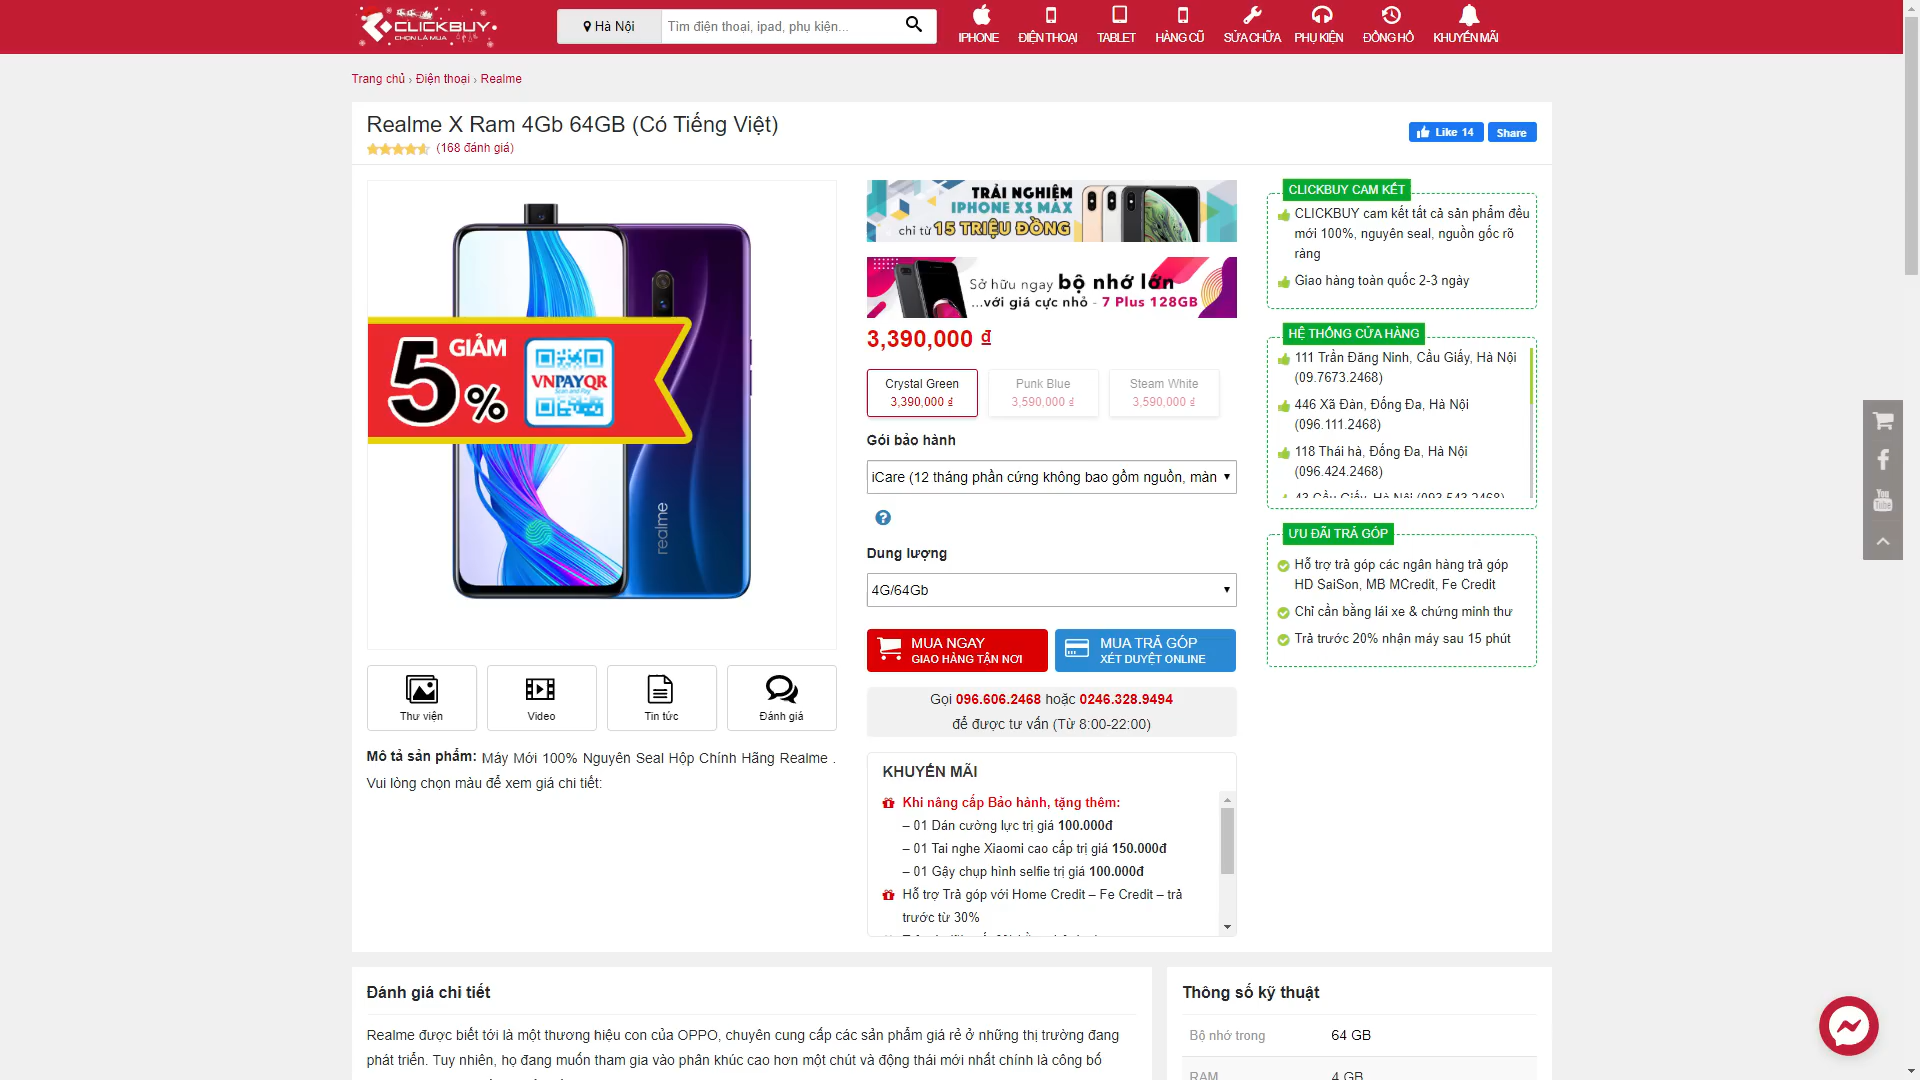 CLICKBUY
CHỌN LÀ MUA
Hà Nội
Tìm điện thoại, ipad, phụ kiện...
IPHONE
ĐIỆN THOẠI
TABLET
HÀNG CŨ
SỬA CHỮA
PHỤ KIỆN
ĐỒNG HỒ
KHUYẾN MÃI
Trang chủ › Điện thoại › Realme
Realme X Ram 4Gb 64GB (Có Tiếng Việt)
(168 đánh giá)
Like 14
Share
realme
5%
GIẢM
VNPAYQR
Scan and Pay
Thư viện
Video
Tin tức
Đánh giá
Mô tả sản phẩm: Máy Mới 100% Nguyên Seal Hộp Chính Hãng Realme .
Vui lòng chọn màu để xem giá chi tiết:
TRẢI NGHIỆM
IPHONE XS MAX
chỉ từ 15 TRIỆU ĐỒNG
Sở hữu ngay bộ nhớ lớn
...với giá cực nhỏ - 7 Plus 128GB
3,390,000 ₫
Crystal Green
3,390,000 ₫
Punk Blue
3,590,000 ₫
Steam White
3,590,000 ₫
Gói bảo hành
iCare (12 tháng phần cứng không bao gồm nguồn, màn
?
Dung lượng
4G/64Gb
MUA NGAY
GIAO HÀNG TẬN NƠI
MUA TRẢ GÓP
XÉT DUYỆT ONLINE
Gọi 096.606.2468 hoặc 0246.328.9494
để được tư vấn (Từ 8:00-22:00)
KHUYẾN MÃI
Khi nâng cấp Bảo hành, tặng thêm:
– 01 Dán cường lực trị giá 100.000đ
– 01 Tai nghe Xiaomi cao cấp trị giá 150.000đ
– 01 Gậy chụp hình selfie trị giá 100.000đ
Hỗ trợ Trả góp với Home Credit – Fe Credit – trả
trước từ 30%
CLICKBUY CAM KẾT
CLICKBUY cam kết tất cả sản phẩm đều
mới 100%, nguyên seal, nguồn gốc rõ
ràng
Giao hàng toàn quốc 2-3 ngày
HỆ THỐNG CỬA HÀNG
111 Trần Đăng Ninh, Cầu Giấy, Hà Nội
(09.7673.2468)
446 Xã Đàn, Đống Đa, Hà Nội
(096.111.2468)
118 Thái hà, Đống Đa, Hà Nội
(096.424.2468)
43 Cầu Giấy, Hà Nội (093.543.2468)
ƯU ĐÃI TRẢ GÓP
Hỗ trợ trả góp các ngân hàng trả góp
HD SaiSon, MB MCredit, Fe Credit
Chỉ cần bằng lái xe & chứng minh thư
Trả trước 20% nhận máy sau 15 phút
You
Tube
Đánh giá chi tiết
Realme được biết tới là một thương hiệu con của OPPO, chuyên cung cấp các sản phẩm giá rẻ ở những thị trường đang
phát triển. Tuy nhiên, họ đang muốn tham gia vào phân khúc cao hơn một chút và động thái mới nhất chính là công bố
Thông số kỹ thuật
Bộ nhớ trong 64 GB
RAM 4 GB